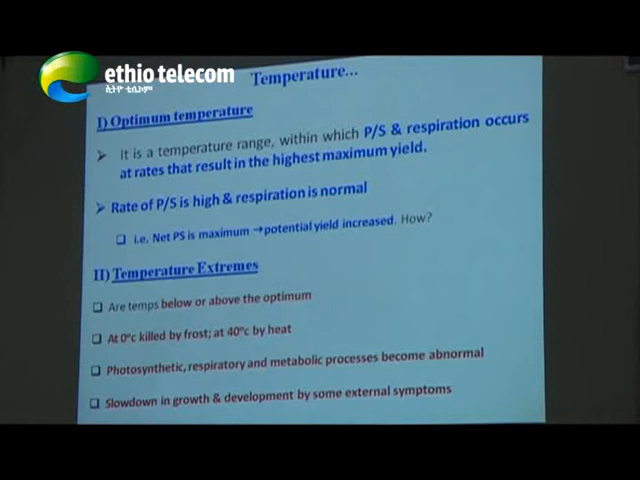 ethio telecom
ኢትዮ ቴሌኮም
Temperature...
I) Optimum temperature
➢ It is a temperature range, within which P/S & respiration occurs
at rates that result in the highest maximum yield.
➢ Rate of P/S is high & respiration is normal
❑ i.e. Net PS is maximum →potential yield increased. How?
II) Temperature Extremes
❑ Are temps below or above the optimum
❑ At 0°c killed by frost; at 40°c by heat
❑ Photosynthetic, respiratory and metabolic processes become abnormal
❑ Slowdown in growth & development by some external symptoms